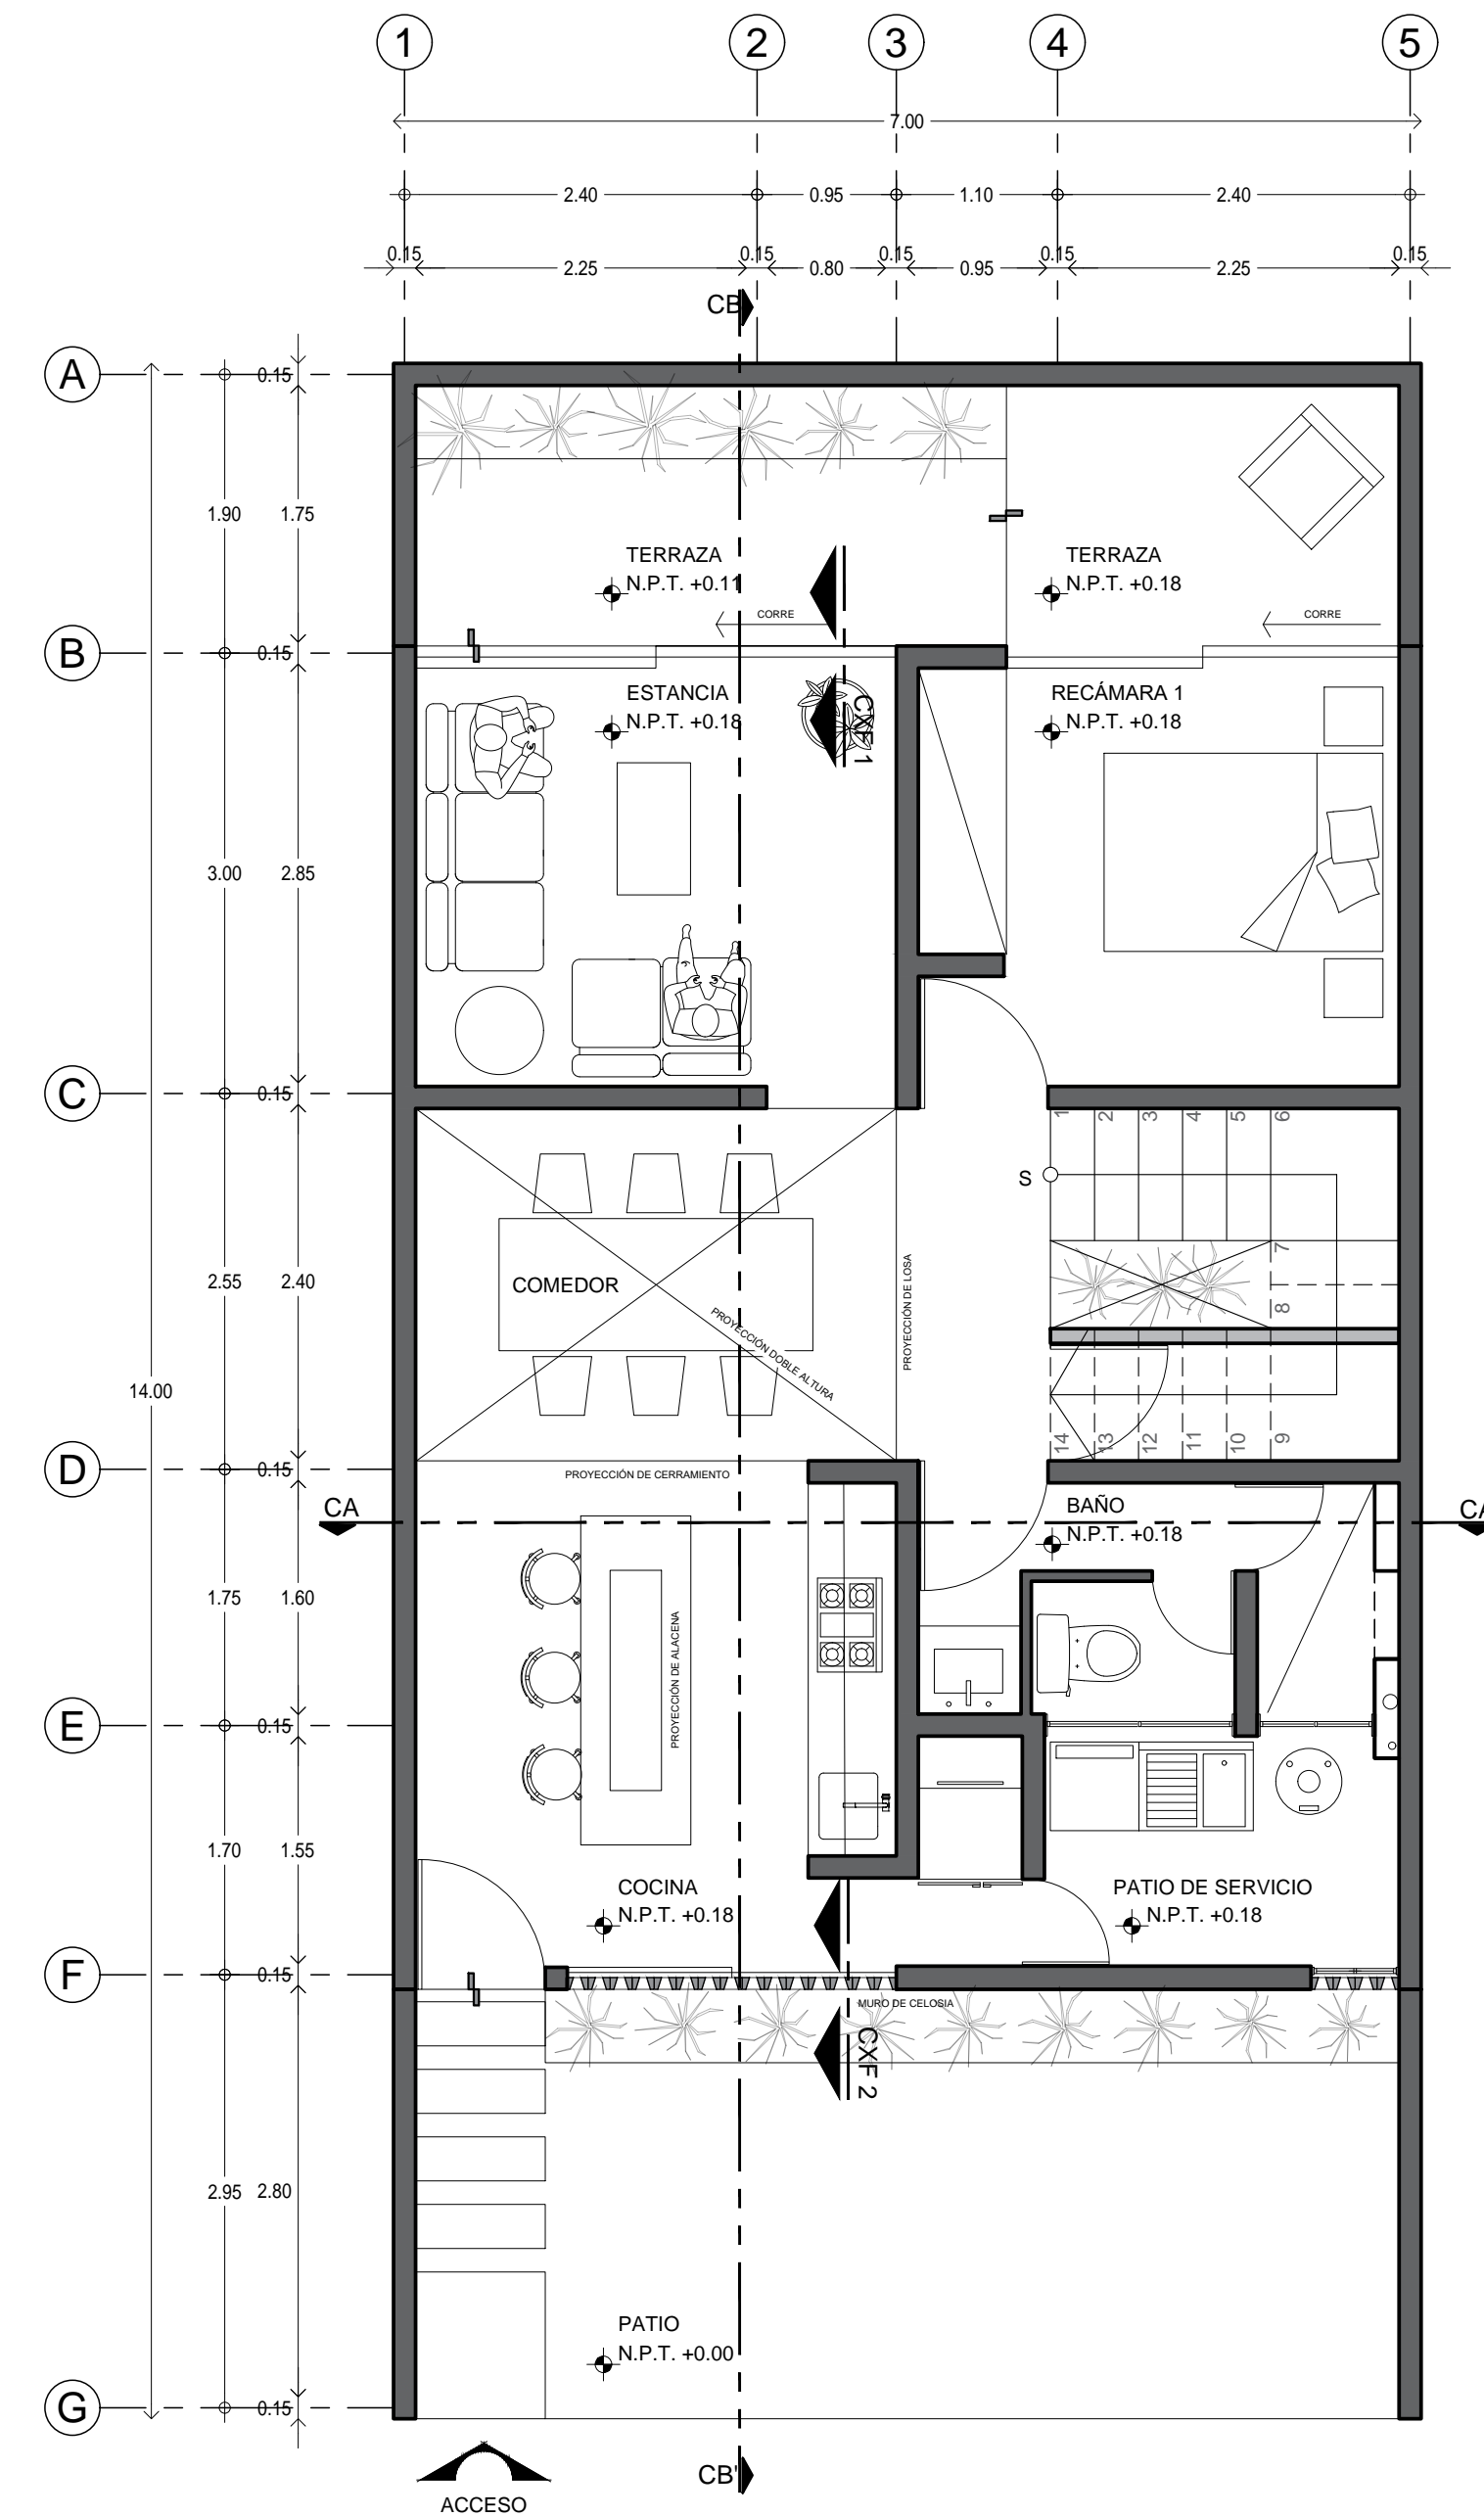 1 2 3 4 5
7.00
2.40 0.95 1.10 2.40
0.15 0.15 0.15 0.15 0.15
2.25 0.80 0.95 2.25
CB
A 0.15
1.90 1.75
TERRAZA
N.P.T. +0.11
CORRE
TERRAZA
N.P.T. +0.18
CORRE
B 0.15
ESTANCIA
N.P.T. +0.18
CXF 1
RECÁMARA 1
N.P.T. +0.18
3.00 2.85
C 0.15
1 2 3 4 5 6
S
7
8
2.55 2.40
COMEDOR
PROYECCIÓN DOBLE ALTURA
PROYECCIÓN DE LOSA
14.00
14 13 12 11 10 9
D 0.15
PROYECCIÓN DE CERRAMIENTO
CA
BAÑO
N.P.T. +0.18
CA
1.75 1.60
PROYECCIÓN DE ALACENA
E 0.15
1.70 1.55
COCINA
N.P.T. +0.18
PATIO DE SERVICIO
N.P.T. +0.18
F 0.15
MURO DE CELOSIA
CXF 2
2.95 2.80
PATIO
N.P.T. +0.00
G 0.15
CB'
ACCESO